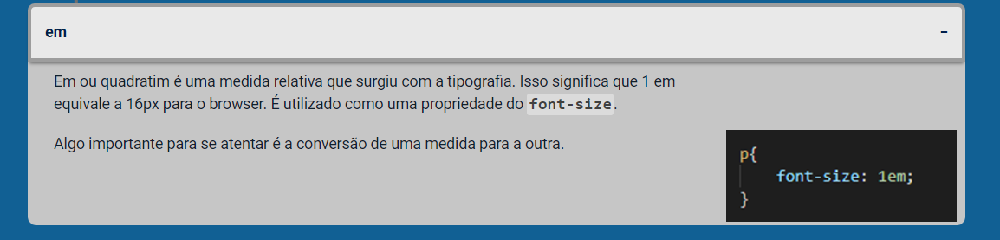 em
-
Em ou quadratim é uma medida relativa que surgiu com a tipografia. Isso significa que 1 em
equivale a 16px para o browser. É utilizado como uma propriedade do font-size.
Algo importante para se atentar é a conversão de uma medida para a outra.
p{
font-size: 1em;
}